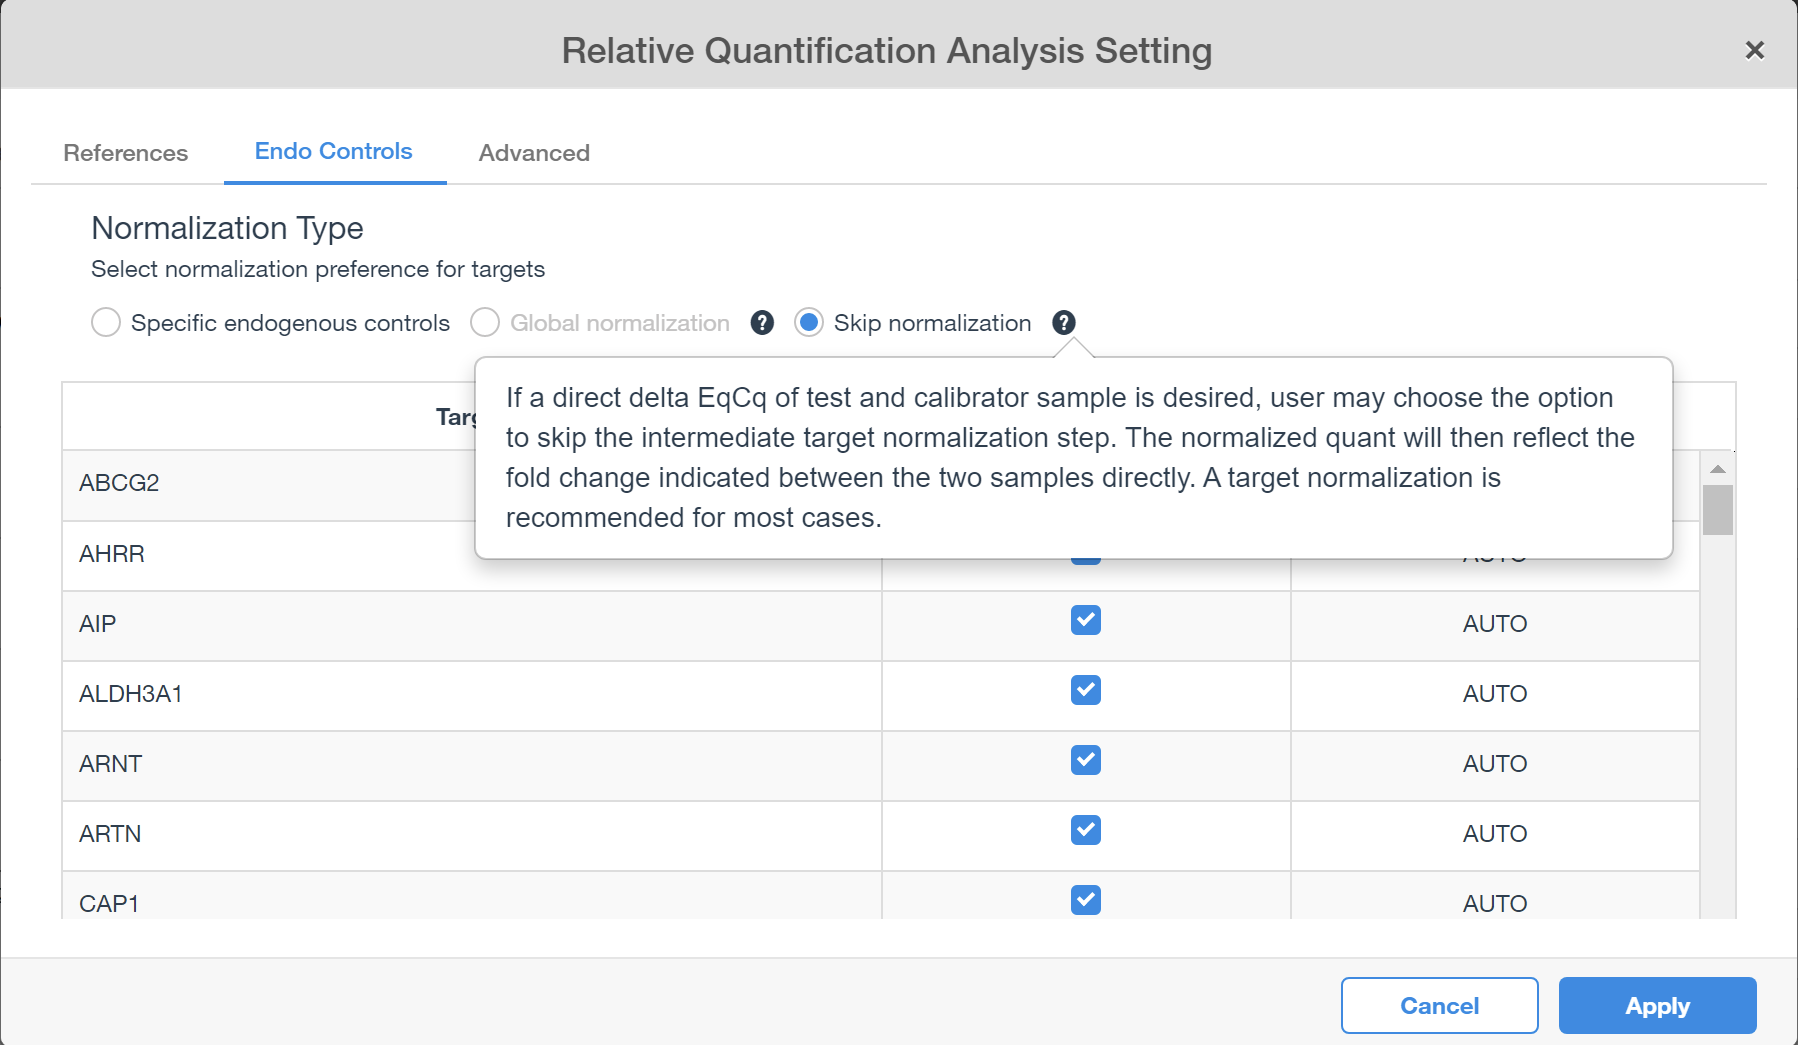 Relative Quantification Analysis Setting
References
Endo Controls
Advanced
Normalization Type
Select normalization preference for targets
Specific endogenous controls
Global normalization
?
Skip normalization
?
If a direct delta EqCq of test and calibrator sample is desired, user may choose the option
to skip the intermediate target normalization step. The normalized quant will then reflect the
fold change indicated between the two samples directly. A target normalization is
recommended for most cases.
ABCG2
AHRR
AUTO
AIP
AUTO
ALDH3A1
AUTO
ARNT
AUTO
ARTN
AUTO
CAP1
AUTO
Cancel
Apply